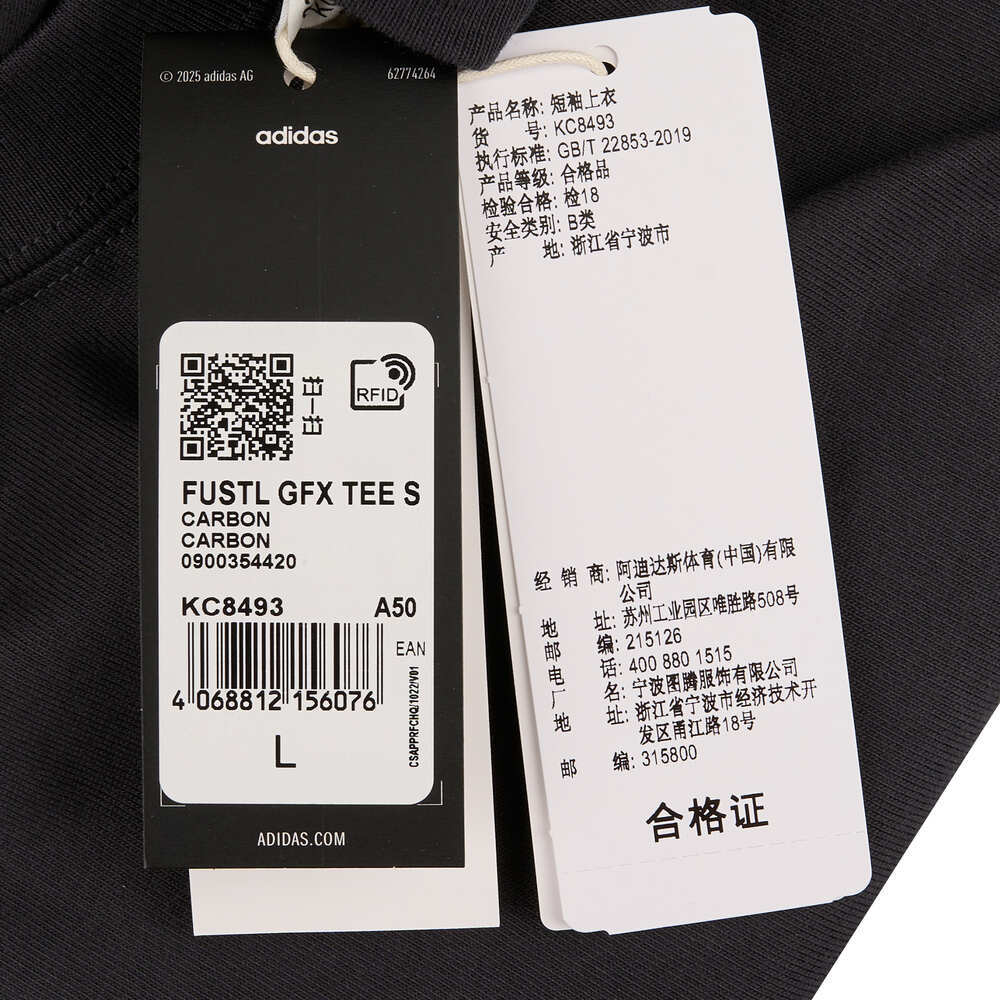 © 2025 adidas AG
62774264
adidas
RFID
扫一扫
FUSTL GFX TEE S
CARBON
CARBON
0900354420
KC8493 A50
EAN
4 068812 156076
CSAPPRFCHQ/1022/V01
L
ADIDAS.COM
产品名称: 短袖上衣
货 号: KC8493
执行标准: GB/T 22853-2019
产品等级: 合格品
检验合格: 检18
安全类别: B类
产 地: 浙江省宁波市
经 销 商: 阿迪达斯体育(中国)有限
公司
地 址: 苏州工业园区唯胜路508号
邮 编: 215126
电 话: 400 880 1515
厂 名: 宁波图腾服饰有限公司
地 址: 浙江省宁波市经济技术开
发区甬江路18号
邮 编: 315800
合格证